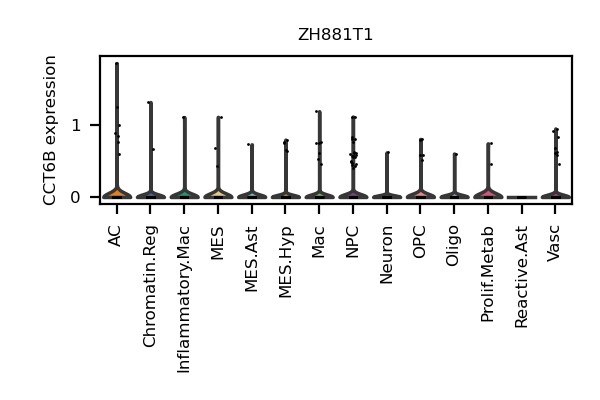 ZH881T1
CCT6B expression
1
0
AC
Chromatin.Reg
Inflammatory.Mac
MES
MES.Ast
MES.Hyp
Mac
NPC
Neuron
OPC
Oligo
Prolif.Metab
Reactive.Ast
Vasc